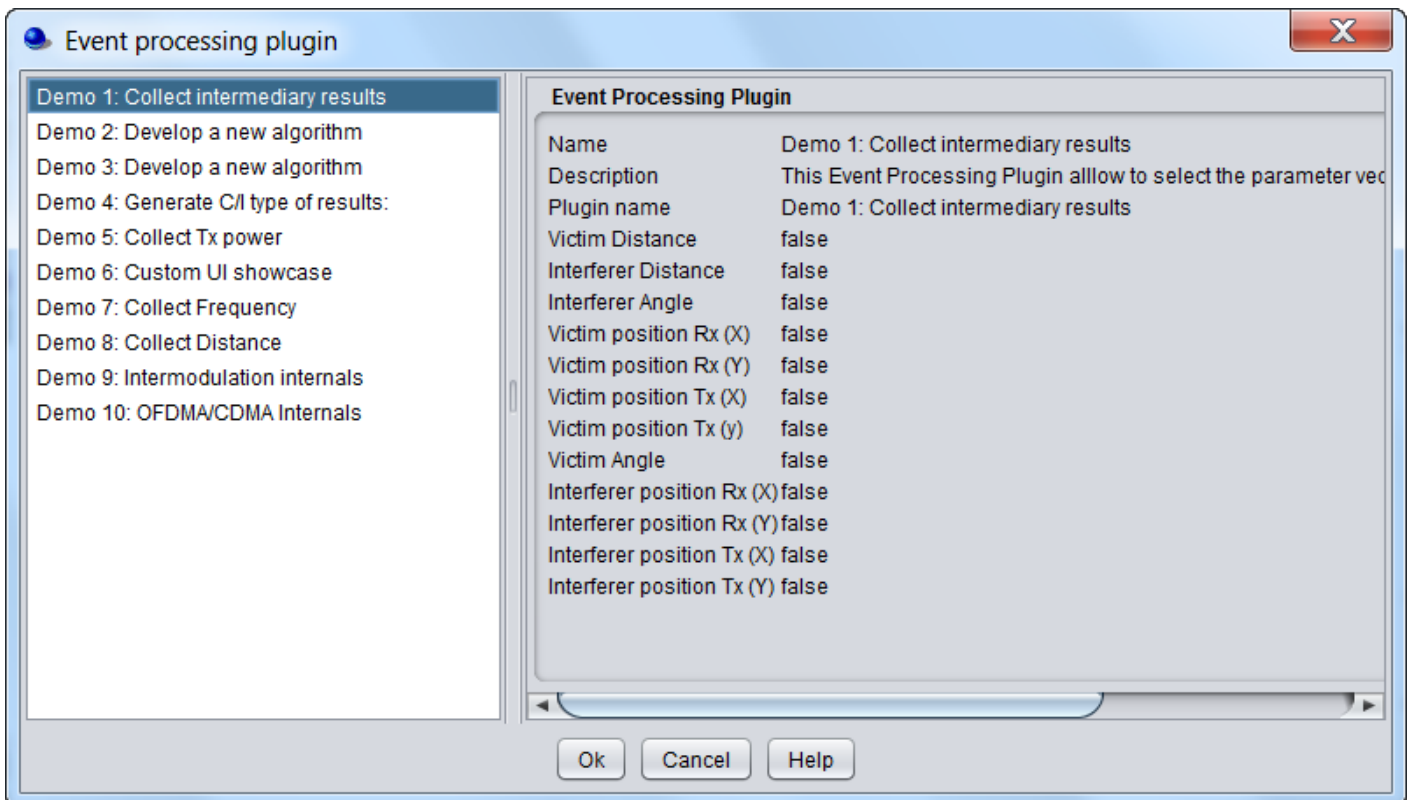 Event processing plugin
Demo 1: Collect intermediary results
Demo 2: Develop a new algorithm
Demo 3: Develop a new algorithm
Demo 4: Generate C/I type of results:
Demo 5: Collect Tx power
Demo 6: Custom UI showcase
Demo 7: Collect Frequency
Demo 8: Collect Distance
Demo 9: Intermodulation internals
Demo 10: OFDMA/CDMA Internals
Event Processing Plugin
Name Demo 1: Collect intermediary results
Description This Event Processing Plugin alllow to select the parameter vec
Plugin name Demo 1: Collect intermediary results
Victim Distance false
Interferer Distance false
Interferer Angle false
Victim position Rx (X) false
Victim position Rx (Y) false
Victim position Tx (X) false
Victim position Tx (y) false
Victim Angle false
Interferer position Rx (X) false
Interferer position Rx (Y) false
Interferer position Tx (X) false
Interferer position Tx (Y) false
Ok Cancel Help